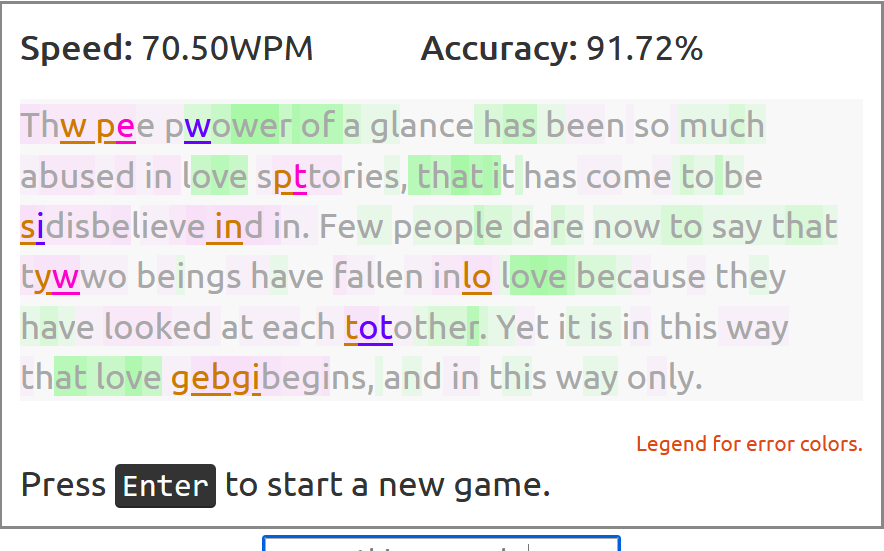 Speed: 70.50WPM Accuracy: 91.72%
Thw pee e pwower of a glance has been so much
abused in love spttories, that it has come to be
sidisbelieve ind in. Few people dare now to say that
tywwwo beings have fallen inlo love because they
have looked at each totother. Yet it is in this way
that love gebgibegins, and in this way only.
Legend for error colors.
Press Enter to start a new game.